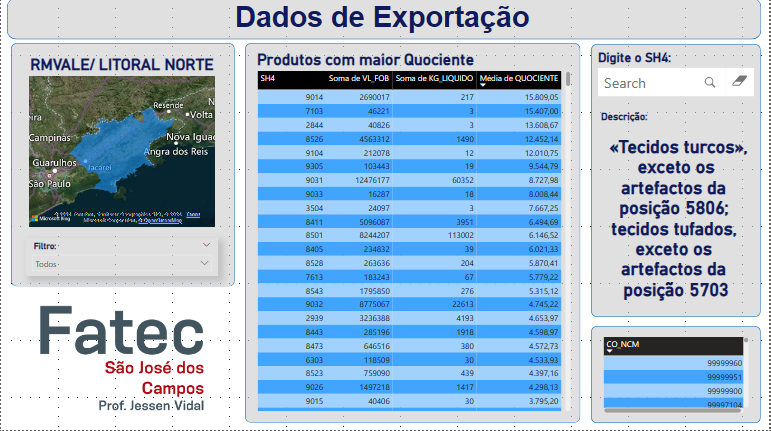 Dados de Exportação
RMVALE/ LITORAL NORTE
Resende
Volta
Campinas
Nova Igua
Angra dos Reis
Guarulhos
Jacareí
São Paulo
Microsoft Bing
Filtro:
Todos
Fatec
São José dos
Campos
Prof. Jessen Vidal
Produtos com maior Quociente
SH4 Soma de VL_FOB Soma de KG_LIQUIDO Média de QUOCIENTE
9014 2690017 217 15.809,05
7103 46221 3 15.407,00
2844 40826 3 13.608,67
8526 4563312 1490 12.452,14
9104 212078 12 12.010,75
9305 103443 19 9.544,79
9031 12476177 60352 8.727,98
9033 16287 18 8.008,44
3504 24097 3 7.667,25
8411 5096087 3951 6.494,69
8501 8244207 113002 6.146,52
8405 234832 39 6.021,33
8528 263636 204 5.870,41
7613 183243 67 5.779,22
8543 1795850 276 5.315,12
9032 8775067 22613 4.745,22
2939 3236388 4193 4.653,97
8443 285196 1918 4.598,97
8473 646516 380 4.572,73
6303 118509 30 4.533,93
8523 759090 439 4.397,16
9026 1497218 1417 4.298,13
9015 40406 30 3.795,20
Digite o SH4:
Search
Descrição:
«Tecidos turcos»,
exceto os
artefactos da
posição 5806;
tecidos tufados,
exceto os
artefactos da
posição 5703
CO_NCM
99999960
99999951
99999900
99997104